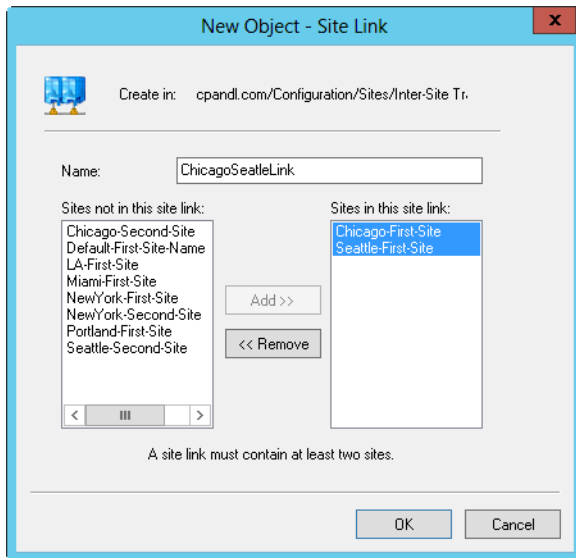 New Object - Site Link
x
Create in: cpandl.com/Configuration/Sites/Inter-Site Tr
Name: ChicagoSeatleLink
Sites not in this site link:
Chicago-Second-Site
Default-First-Site-Name
LA-First-Site
Miami-First-Site
NewYork-First-Site
NewYork-Second-Site
Portland-First-Site
Seattle-Second-Site
Add >>
<< Remove
Sites in this site link:
Chicago-First-Site
Seattle-First-Site
A site link must contain at least two sites.
OK Cancel